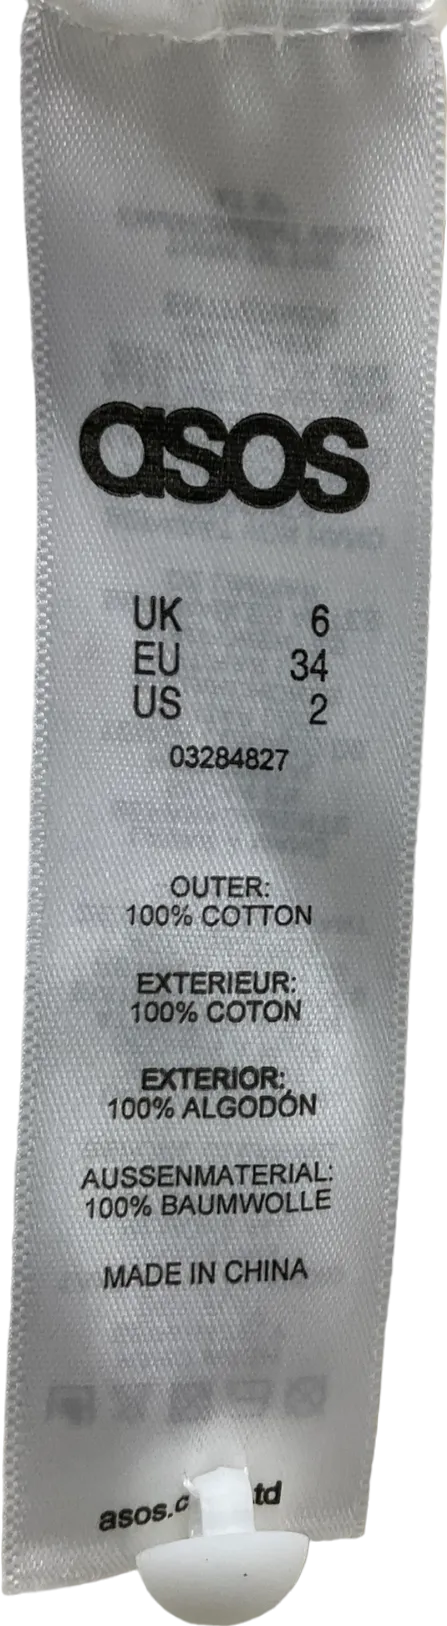 asos
UK 6
EU 34
US 2
03284827
OUTER:
100% COTTON
EXTERIEUR:
100% COTON
EXTERIOR:
100% ALGODÓN
AUSSENMATERIAL:
100% BAUMWOLLE
MADE IN CHINA